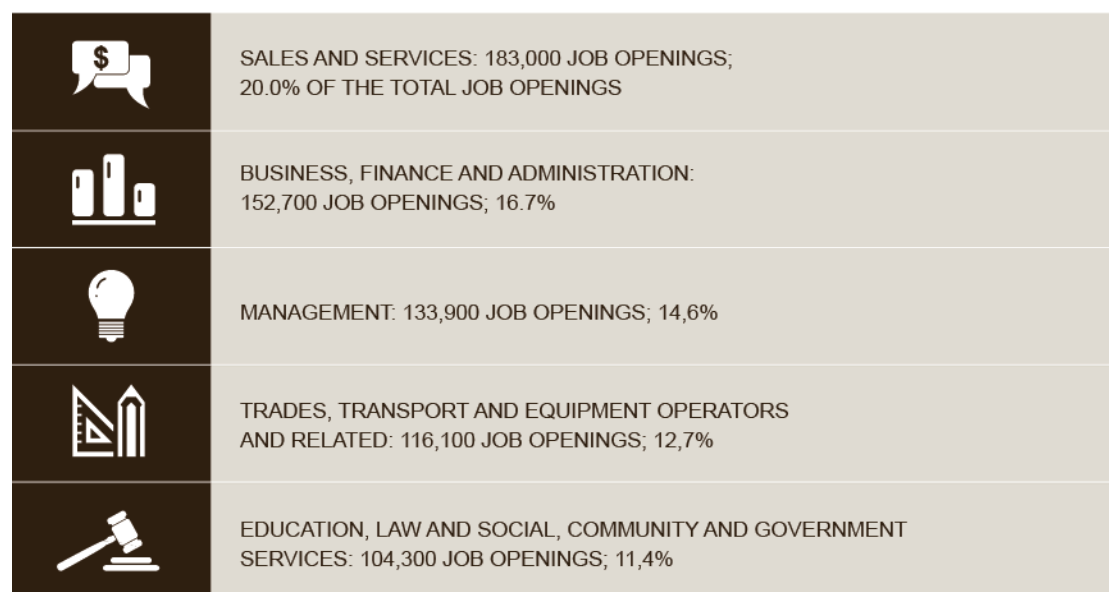 $
SALES AND SERVICES: 183,000 JOB OPENINGS;
20.0% OF THE TOTAL JOB OPENINGS
BUSINESS, FINANCE AND ADMINISTRATION:
152,700 JOB OPENINGS; 16.7%
MANAGEMENT: 133,900 JOB OPENINGS; 14,6%
TRADES, TRANSPORT AND EQUIPMENT OPERATORS
AND RELATED: 116,100 JOB OPENINGS; 12,7%
EDUCATION, LAW AND SOCIAL, COMMUNITY AND GOVERNMENT
SERVICES: 104,300 JOB OPENINGS; 11,4%